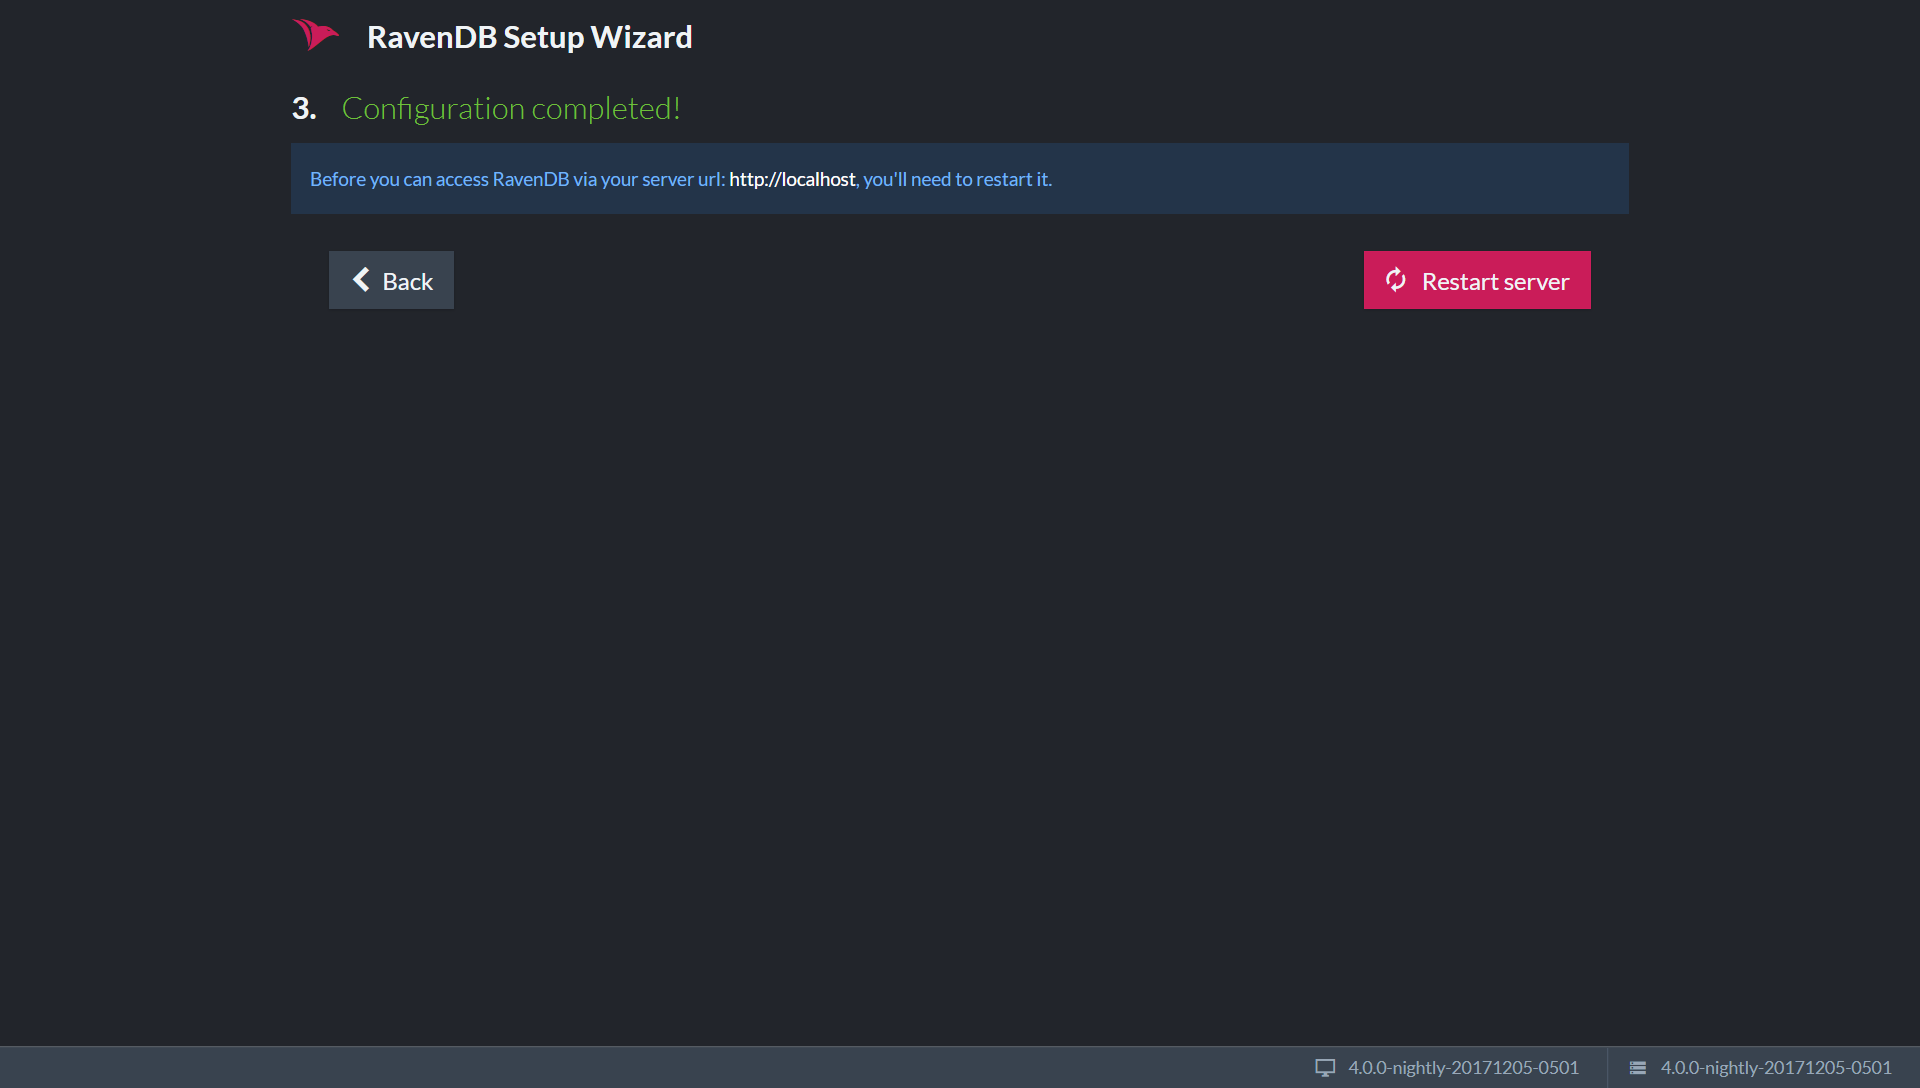 RavenDB Setup Wizard
3. Configuration completed!
Before you can access RavenDB via your server url: http://localhost, you'll need to restart it.
Back
Restart server
4.0.0-nightly-20171205-0501
4.0.0-nightly-20171205-0501